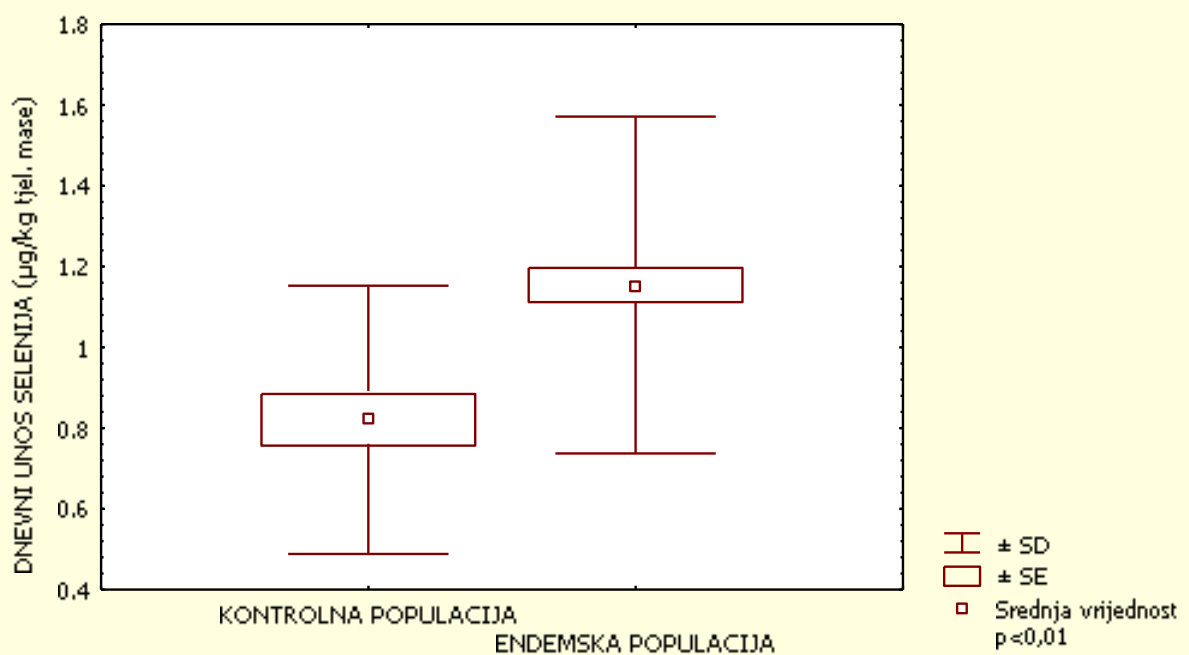 DNEVNI UNOS SELENIJA (µg/kg tjel. mase)
1.8
1.6
1.4
1.2
1
0.8
0.6
0.4
KONTROLNA POPULACIJA
ENDEMSKA POPULACIJA
± SD
± SE
Srednja vrijednost
p<0,01